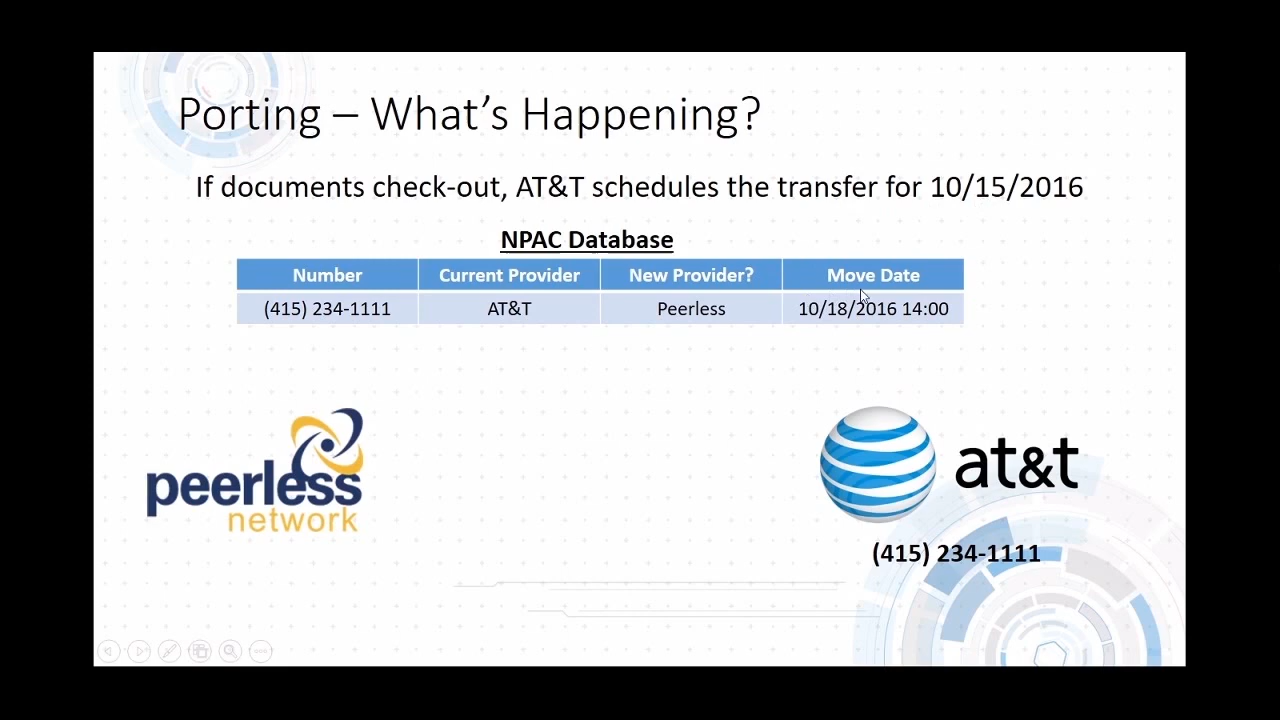 Porting – What's Happening?
If documents check-out, AT&T schedules the transfer for 10/15/2016
NPAC Database
Number Current Provider New Provider? Move Date
(415) 234-1111 AT&T Peerless 10/18/2016 14:00
peerless
network
at&t
(415) 234-1111